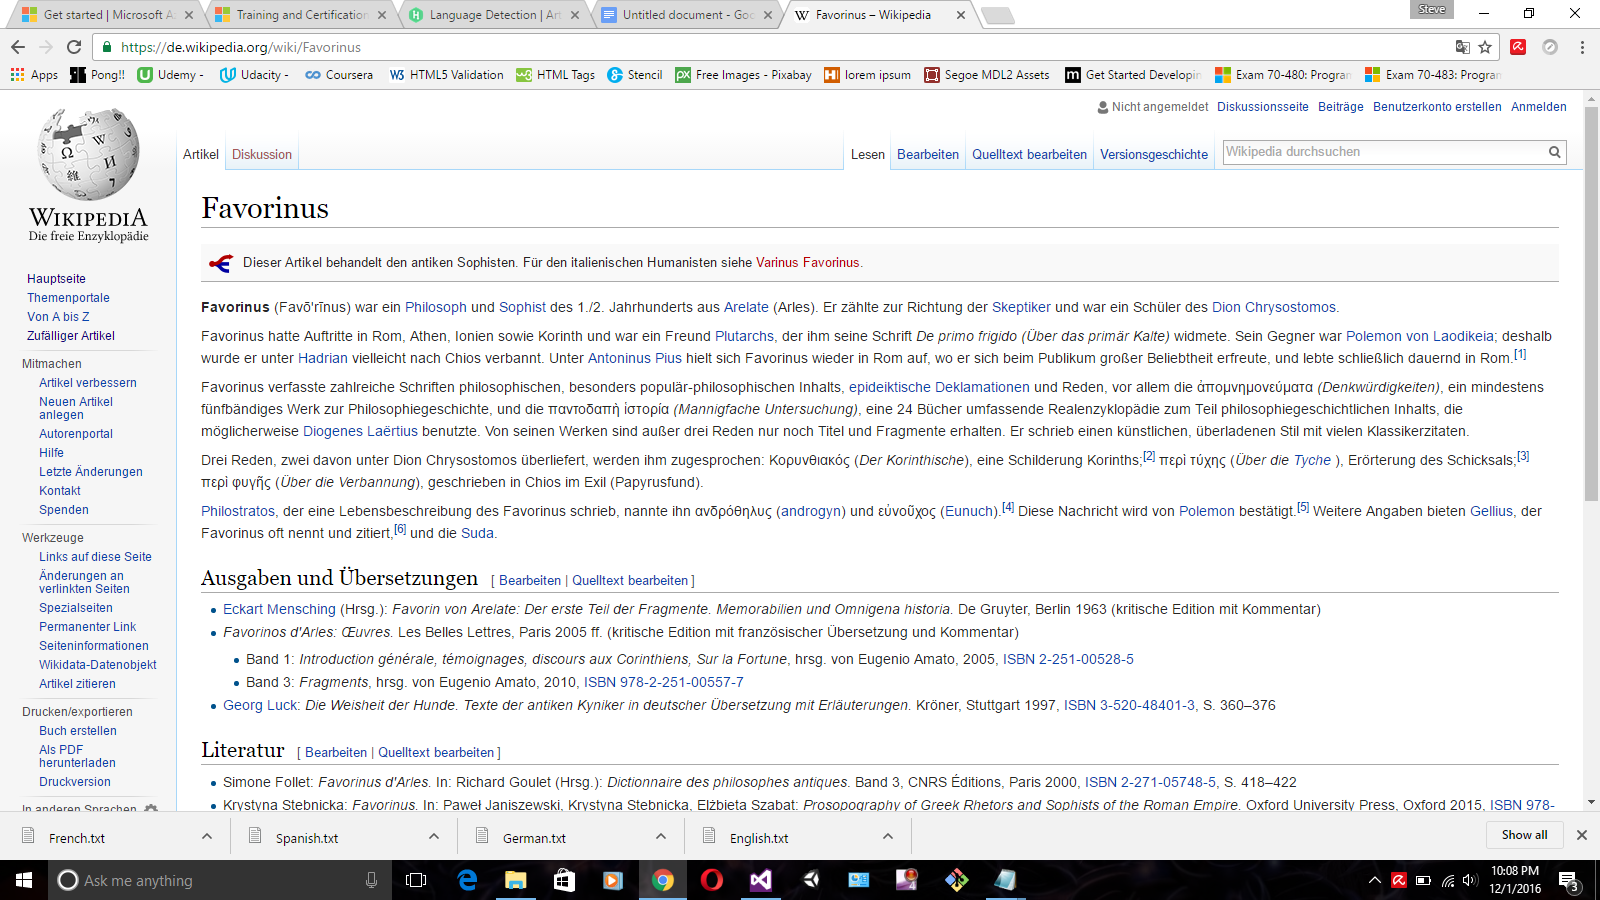 Get started | Microsoft A
Training and Certification
Language Detection | Art
Untitled document - Goo
Favorinus – Wikipedia
Steve
https://de.wikipedia.org/wiki/Favorinus
Apps
Pong!!
Udemy -
Udacity -
Coursera
HTML5 Validation
HTML Tags
Stencil
Free Images - Pixabay
lorem ipsum
Segoe MDL2 Assets
Get Started Developin
Exam 70-480: Program
Exam 70-483: Program
Nicht angemeldet Diskussionsseite Beiträge Benutzerkonto erstellen Anmelden
Artikel Diskussion
Lesen Bearbeiten Quelltext bearbeiten Versionsgeschichte
Wikipedia durchsuchen
WIKIPEDIA
Die freie Enzyklopädie
Hauptseite
Themenportale
Von A bis Z
Zufälliger Artikel
Mitmachen
Artikel verbessern
Neuen Artikel
anlegen
Autorenportal
Hilfe
Letzte Änderungen
Kontakt
Spenden
Werkzeuge
Links auf diese Seite
Änderungen an
verlinkten Seiten
Spezialseiten
Permanenter Link
Seiteninformationen
Wikidata-Datenobjekt
Artikel zitieren
Drucken/exportieren
Buch erstellen
Als PDF
herunterladen
Druckversion
In anderen Sprachen
Favorinus
Dieser Artikel behandelt den antiken Sophisten. Für den italienischen Humanisten siehe Varinus Favorinus.
Favorinus (Favō'rīnus) war ein Philosoph und Sophist des 1./2. Jahrhunderts aus Arelate (Arles). Er zählte zur Richtung der Skeptiker und war ein Schüler des Dion Chrysostomos.
Favorinus hatte Auftritte in Rom, Athen, Ionien sowie Korinth und war ein Freund Plutarchs, der ihm seine Schrift De primo frigido (Über das primär Kalte) widmete. Sein Gegner war Polemon von Laodikeia; deshalb
wurde er unter Hadrian vielleicht nach Chios verbannt. Unter Antoninus Pius hielt sich Favorinus wieder in Rom auf, wo er sich beim Publikum großer Beliebtheit erfreute, und lebte schließlich dauernd in Rom.[1]
Favorinus verfasste zahlreiche Schriften philosophischen, besonders populär-philosophischen Inhalts, epideiktische Deklamationen und Reden, vor allem die ἀπομνημονεύματα (Denkwürdigkeiten), ein mindestens
fünfbändiges Werk zur Philosophiegeschichte, und die παντοδαπὴ ἱστορία (Mannigfache Untersuchung), eine 24 Bücher umfassende Realenzyklopädie zum Teil philosophiegeschichtlichen Inhalts, die
möglicherweise Diogenes Laërtius benutzte. Von seinen Werken sind außer drei Reden nur noch Titel und Fragmente erhalten. Er schrieb einen künstlichen, überladenen Stil mit vielen Klassikerzitaten.
Drei Reden, zwei davon unter Dion Chrysostomos überliefert, werden ihm zugesprochen: Κορυνθιακός (Der Korinthische), eine Schilderung Korinths;[2] περὶ τύχης (Über die Tyche ), Erörterung des Schicksals;[3]
περὶ φυγῆς (Über die Verbannung), geschrieben in Chios im Exil (Papyrusfund).
Philostratos, der eine Lebensbeschreibung des Favorinus schrieb, nannte ihn ανδρόθηλυς (androgyn) und εὐνοῦχος (Eunuch).[4] Diese Nachricht wird von Polemon bestätigt.[5] Weitere Angaben bieten Gellius, der
Favorinus oft nennt und zitiert,[6] und die Suda.
Ausgaben und Übersetzungen [ Bearbeiten | Quelltext bearbeiten ]
Eckart Mensching (Hrsg.): Favorin von Arelate: Der erste Teil der Fragmente. Memorabilien und Omnigena historia. De Gruyter, Berlin 1963 (kritische Edition mit Kommentar)
Favorinos d'Arles: Œuvres. Les Belles Lettres, Paris 2005 ff. (kritische Edition mit französischer Übersetzung und Kommentar)
Band 1: Introduction générale, témoignages, discours aux Corinthiens, Sur la Fortune, hrsg. von Eugenio Amato, 2005, ISBN 2-251-00528-5
Band 3: Fragments, hrsg. von Eugenio Amato, 2010, ISBN 978-2-251-00557-7
Georg Luck: Die Weisheit der Hunde. Texte der antiken Kyniker in deutscher Übersetzung mit Erläuterungen. Kröner, Stuttgart 1997, ISBN 3-520-48401-3, S. 360–376
Literatur [ Bearbeiten | Quelltext bearbeiten ]
Simone Follet: Favorinus d'Arles. In: Richard Goulet (Hrsg.): Dictionnaire des philosophes antiques. Band 3, CNRS Éditions, Paris 2000, ISBN 2-271-05748-5, S. 418–422
Krystyna Stebnicka: Favorinus. In: Paweł Janiszewski, Krystyna Stebnicka, Elżbieta Szabat: Prosopography of Greek Rhetors and Sophists of the Roman Empire. Oxford University Press, Oxford 2015, ISBN 978-
French.txt
Spanish.txt
German.txt
English.txt
Show all
Ask me anything
10:08 PM
12/1/2016
3